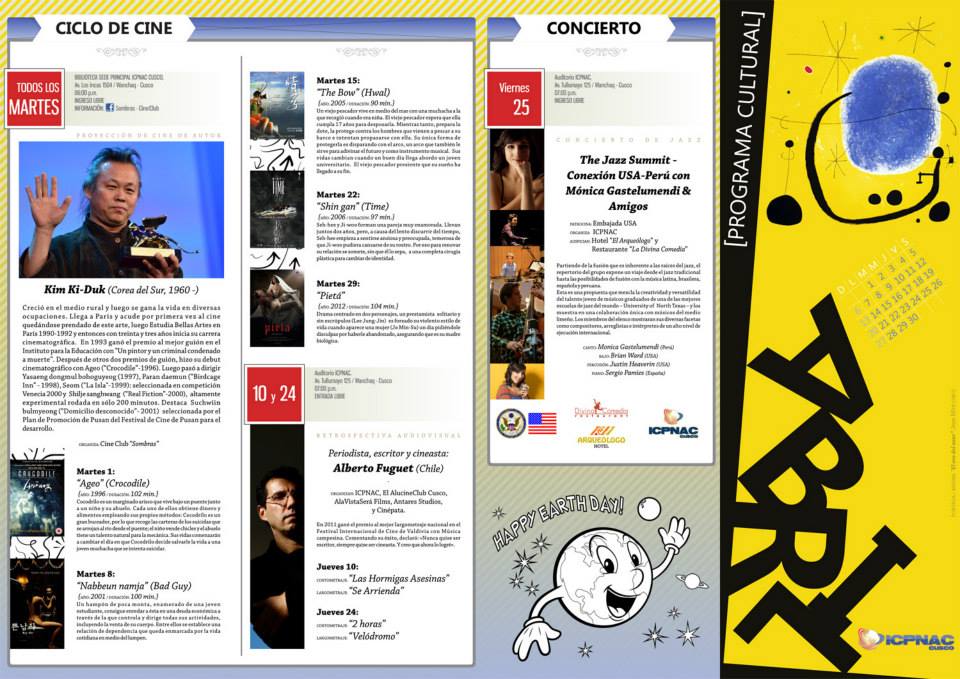 CICLO DE CINE
TODOS LOS
MARTES
BIBLIOTECA SEDE PRINCIPAL ICPNAC CUSCO.
Av. Los Incas 1504 / Wanchaq - Cusco
06:00 p.m.
INGRESO LIBRE
INFORMACIÓN: Sombras - CineClub
PROYECCIÓN DE CINE DE AUTOR
Kim Ki-Duk (Corea del Sur, 1960 -)
Creció en el medio rural y luego se gana la vida en diversas
ocupaciones. Llega a París y acude por primera vez al cine
quedándose prendado de este arte, luego Estudia Bellas Artes en
París 1990-1992 y entonces con treinta y tres años inicia su carrera
cinematográfica. En 1993 ganó el premio al mejor guión en el
Instituto para la Educación con "Un pintor y un criminal condenado
a muerte". Después de otros dos premios de guión, hizo su debut
cinematográfico con Ageo ("Crocodile"-1996). Luego pasó a dirigir
Yasaeng dongmul bohoguyeog (1997), Paran daemun ("Birdcage
Inn" - 1998), Seom ("La Isla"-1999): seleccionada en competición
Venecia 2000 y Shilje sanghwang ("Real Fiction"-2000), altamente
experimental rodada en sólo 200 minutos. Destaca Suchwiin
bulmyeong ("Domicilio desconocido"- 2001) seleccionada por el
Plan de Promoción de Pusan del Festival de Cine de Pusan para el
desarrollo.
ORGANIZA: Cine Club "Sombras"
Martes 1:
"Ageo" (Crocodile)
(AÑO: 1996 / DURACIÓN: 102 min.)
Cocodrilo es un marginado arisco que vive bajo un puente junto
a un niño y su abuelo. Cada uno de ellos obtiene dinero y
alimentos empleando sus propios métodos: Cocodrilo es un
gran buceador, por lo que recoge las carteras de los suicidas que
se arrojan al río desde el puente; el niño vende chicles y el abuelo
tiene un talento natural para la mecánica. Sus vidas comenzarán
a cambiar el día en que Cocodrilo decide salvarle la vida a una
joven muchacha que se intenta suicidar.
Martes 8:
"Nabbeun namja" (Bad Guy)
(AÑO: 2001 / DURACIÓN: 100 min.)
Un hampón de poca monta, enamorado de una joven
estudiante, consigue enredar a ésta en una deuda económica a
través de la que controla y dirige todas sus actividades,
incluyendo la venta de su cuerpo. Entre ellos se establece una
relación de dependencia que queda enmarcada por la vida
cotidiana en medio del lumpen.
Martes 15:
"The Bow" (Hwal)
(AÑO: 2005 / DURACIÓN: 90 min.)
Un viejo pescador vive en medio del mar con una muchacha a la
que recogió cuando era niña. El viejo pescador espera que ella
cumpla 17 años para desposarla. Mientras tanto, prepara la
dote, la protege contra los hombres que vienen a pescar a su
barco e intentan propasarse con ella. Su única forma de
protegerla es disparando con el arco, un arco que también le
sirve para adivinar el futuro y como instrumento musical. Sus
vidas cambian cuando un buen día llega abordo un joven
universitario. El viejo pescador presiente que su sueño ha
llegado a su fin.
Martes 22:
"Shin gan" (Time)
(AÑO: 2006 / DURACIÓN: 97 min.)
Seh-hee y Ji-woo forman una pareja muy enamorada. Llevan
juntos dos años, pero, a causa del lento discurrir del tiempo,
Seh-hee empieza a sentirse ansiosa y preocupada, temerosa de
que Ji-woo pudiera cansarse de su rostro. Por eso para renovar
su relación se somete, sin que él lo sepa, a una completa cirugía
plástica para cambiar de identidad.
Martes 29:
"Pietá"
(AÑO: 2012 / DURACIÓN: 104 min.)
Drama centrado en dos personajes, un prestamista solitario y
sin escrúpulos (Lee Jung Jin) se forrado su violento estilo de vida
cuando aparece una mujer (Jo Min-Su) un día pidiéndole
disculpas por haberlo abandonado, asegurando que es su madre
biológica.
10 y 24
Auditorio ICPNAC.
Av. Tullumayo 125 / Wanchaq - Cusco
07:00 p.m.
ENTRADA LIBRE
RETROSPECTIVA AUDIOVISUAL
Periodista, escritor y cineasta:
Alberto Fuguet (Chile)
ORGANIZAN: ICPNAC, El AlucineClub Cusco,
AlaVistaSerá Films, Antares Studios,
y Cinépata.
En 2011 ganó el premio al mejor largometraje nacional en el
Festival Internacional de Cine de Valdivia con Música
campesina. Comentando su éxito, declaró: «Nunca quise ser
escritor, siempre quise ser cineasta. Y creo que ahora lo logré».
Jueves 10:
CORTOMETRAJE: "Las Hormigas Asesinas"
LARGOMETRAJE: "Se Arrienda"
Jueves 24:
CORTOMETRAJE: "2 horas"
LARGOMETRAJE: "Velódromo"
CONCIERTO
Viernes
25
Auditorio ICPNAC.
Av. Tullumayo 125 / Wanchaq - Cusco
07:00 p.m.
INGRESO LIBRE
CONCIERTO DE JAZZ
The Jazz Summit -
Conexión USA-Perú con
Mónica Gastelumendi &
Amigos
PATROCINA: Embajada USA
ORGANIZA: ICPNAC
AUSPICIAN: Hotel "El Arqueólogo" y
Restaurante "La Divina Comedia"
Partiendo de la fusión que es inherente a las raíces del jazz, el
repertorio del grupo expone un viaje desde el jazz tradicional
hasta las posibilidades de fusión con la música latina, brasilera,
española y peruana.
Esta es una propuesta que mezcla la creatividad y versatilidad
del talento joven de músicos graduados de una de las mejores
escuelas de jazz del mundo – University of North Texas – y los
muestra en una colaboración única con músicos del medio
local. Los miembros del elenco mostrarán sus diversas facetas
como compositores, arreglistas e intérpretes de un alto nivel de
ejecución internacional.
CANTO: Monica Gastelumendi (Perú)
BAJO: Brian Ward (USA)
PERCUSIÓN: Justin Heaverin (USA)
PIANO: Sergio Pamies (España)
Divina Comedia
RESTAURANT
ARQUEOLOGO
HOTEL
ICPNAC
CUSCO
HAPPY EARTH DAY!
[PROGRAMA CULTURAL]
D L M M J V S
1 2 3 4 5
6 7 8 9 10 11 12
13 14 15 16 17 18 19
20 21 22 23 24 25 26
27 28 29 30
ABRIL
ICPNAC
CUSCO